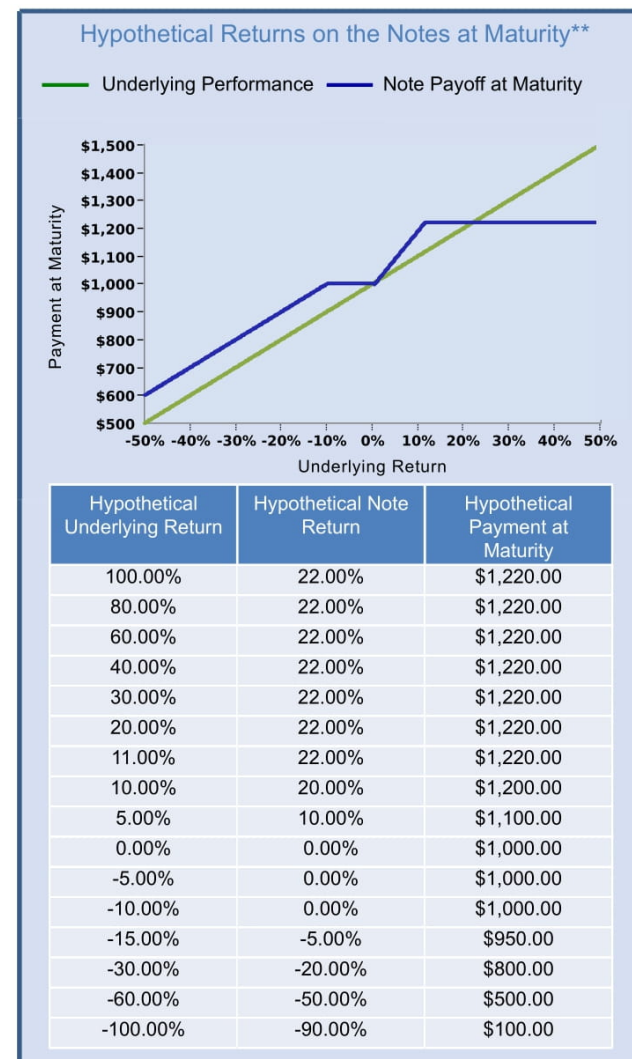 Hypothetical Returns on the Notes at Maturity**
Underlying Performance Note Payoff at Maturity
Payment at Maturity
$1,500
$1,400
$1,300
$1,200
$1,100
$1,000
$900
$800
$700
$600
$500
-50% -40% -30% -20% -10% 0% 10% 20% 30% 40% 50%
Underlying Return
Hypothetical Underlying Return Hypothetical Note Return Hypothetical Payment at Maturity
100.00% 22.00% $1,220.00
80.00% 22.00% $1,220.00
60.00% 22.00% $1,220.00
40.00% 22.00% $1,220.00
30.00% 22.00% $1,220.00
20.00% 22.00% $1,220.00
11.00% 22.00% $1,220.00
10.00% 20.00% $1,200.00
5.00% 10.00% $1,100.00
0.00% 0.00% $1,000.00
-5.00% 0.00% $1,000.00
-10.00% 0.00% $1,000.00
-15.00% -5.00% $950.00
-30.00% -20.00% $800.00
-60.00% -50.00% $500.00
-100.00% -90.00% $100.00